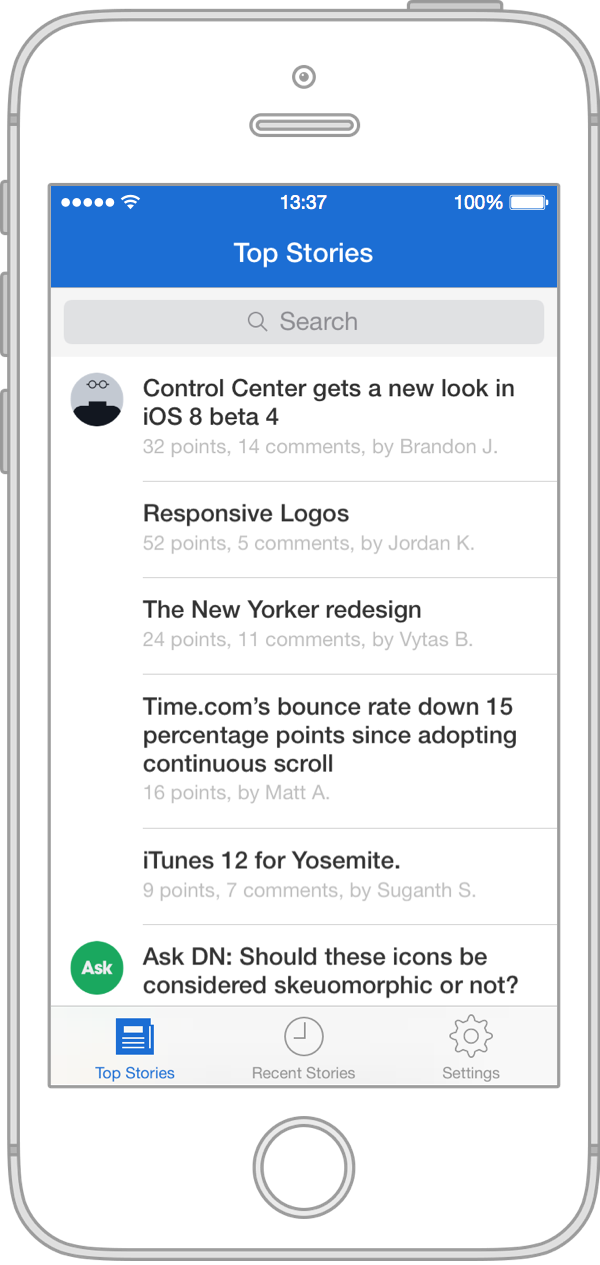 13:37
100%
Top Stories
Search
Control Center gets a new look in
iOS 8 beta 4
32 points, 14 comments, by Brandon J.
Responsive Logos
52 points, 5 comments, by Jordan K.
The New Yorker redesign
24 points, 11 comments, by Vytas B.
Time.com’s bounce rate down 15
percentage points since adopting
continuous scroll
16 points, by Matt A.
iTunes 12 for Yosemite.
9 points, 7 comments, by Suganth S.
Ask
Ask DN: Should these icons be
considered skeuomorphic or not?
Top Stories
Recent Stories
Settings